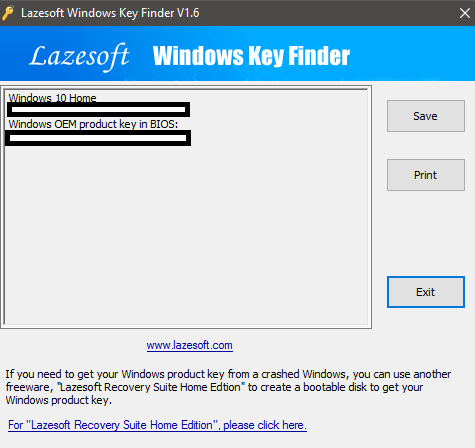 Lazesoft Windows Key Finder V1.6
Lazesoft Windows Key Finder
Windows 10 Home
Windows OEM product key in BIOS:
Save
Print
Exit
www.lazesoft.com
If you need to get your Windows product key from a crashed Windows, you can use another
freeware, "Lazesoft Recovery Suite Home Edtion" to create a bootable disk to get your
Windows product key.
For "Lazesoft Recovery Suite Home Edition", please click here.